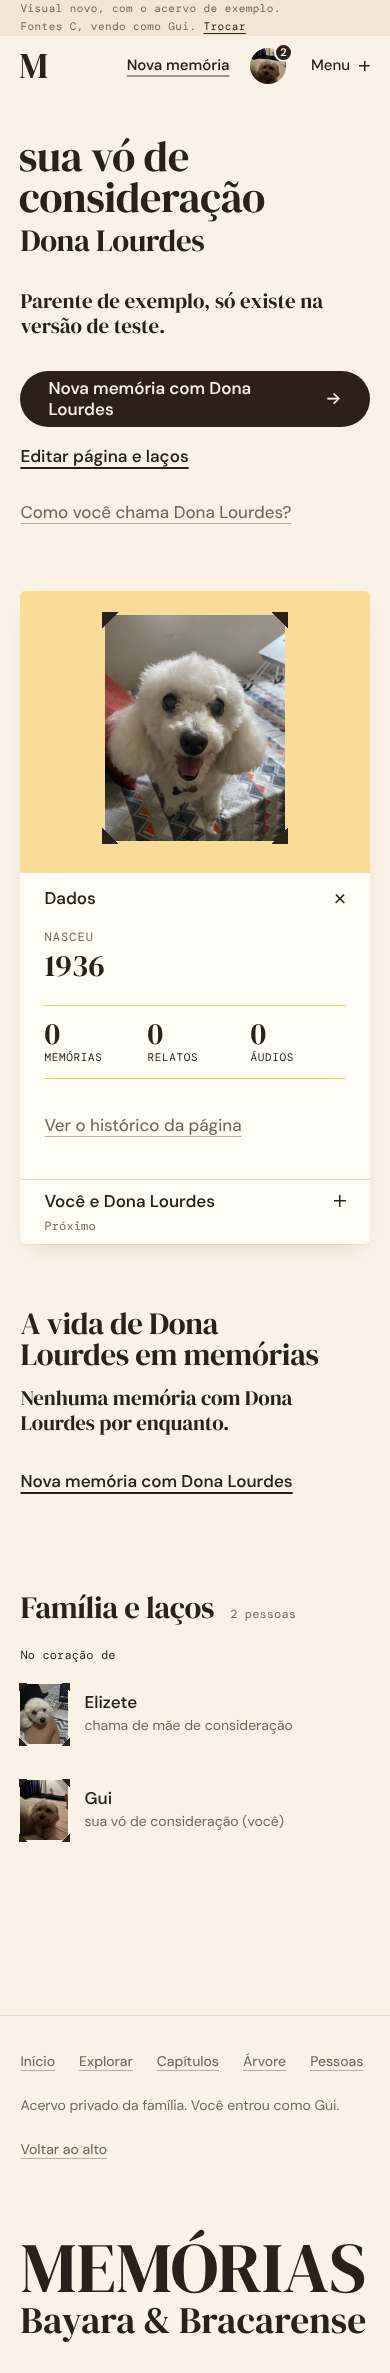 Visual novo, com o acervo de exemplo.
Fontes C, vendo como Gui. Trocar
M
Nova memória
2
Menu +
sua vó de
consideração
Dona Lourdes
Parente de exemplo, só existe na
versão de teste.
Nova memória com Dona
Lourdes
→
Editar página e laços
Como você chama Dona Lourdes?
Dados
×
NASCEU
1936
0 0 0
MEMÓRIAS RELATOS ÁUDIOS
Ver o histórico da página
Você e Dona Lourdes +
Próximo
A vida de Dona
Lourdes em memórias
Nenhuma memória com Dona
Lourdes por enquanto.
Nova memória com Dona Lourdes
Família e laços 2 pessoas
No coração de
Elizete
chama de mãe de consideração
Gui
sua vó de consideração (você)
Início Explorar Capítulos Árvore Pessoas
Acervo privado da família. Você entrou como Gui.
Voltar ao alto
MEMÓRIAS
Bayara & Bracarense